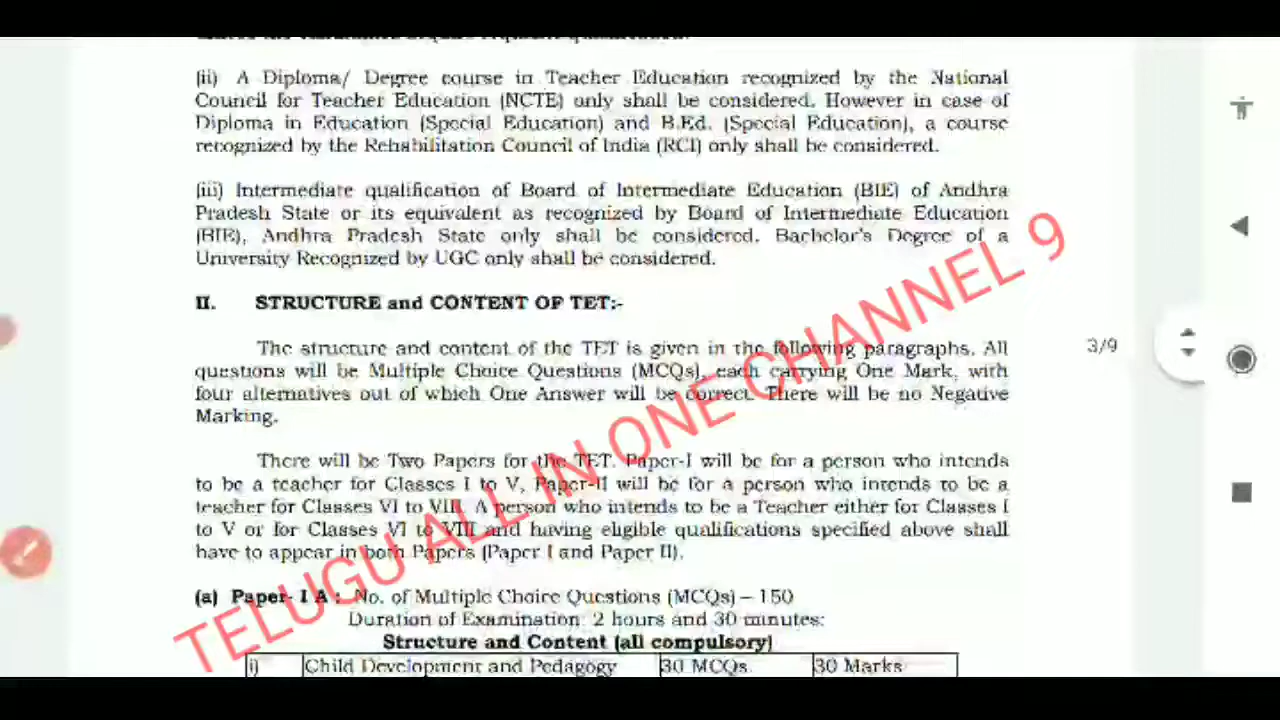 (ii) A Diploma/ Degree course in Teacher Education recognized by the National
Council for Teacher Education (NCTE) only shall be considered. However in case of
Diploma in Education (Special Education) and B.Ed. (Special Education), a course
recognized by the Rehabilitation Council of India (RCI) only shall be considered.
(iii) Intermediate qualification of Board of Intermediate Education (BIE) of Andhra
Pradesh State or its equivalent as recognized by Board of Intermediate Education
(BIE), Andhra Pradesh State only shall be considered. Bachelor's Degree of a
University Recognized by UGC only shall be considered.
II. STRUCTURE and CONTENT OF TET:-
The structure and content of the TET is given in the following paragraphs. All
questions will be Multiple Choice Questions (MCQs), each carrying One Mark, with
four alternatives out of which One Answer will be correct. There will be no Negative
Marking.
There will be Two Papers for the TET. Paper-I will be for a person who intends
to be a teacher for Classes I to V, Paper-II will be for a person who intends to be a
teacher for Classes VI to VIII. A person who intends to be a Teacher either for Classes I
to V or for Classes VI to VIII and having eligible qualifications specified above shall
have to appear in both Papers (Paper I and Paper II).
(a) Paper- I A : No. of Multiple Choice Questions (MCQs) – 150
Duration of Examination: 2 hours and 30 minutes:
Structure and Content (all compulsory)
i) Child Development and Pedagogy 30 MCQs 30 Marks
3/9
TELUGU ALL IN ONE CHANNEL 9